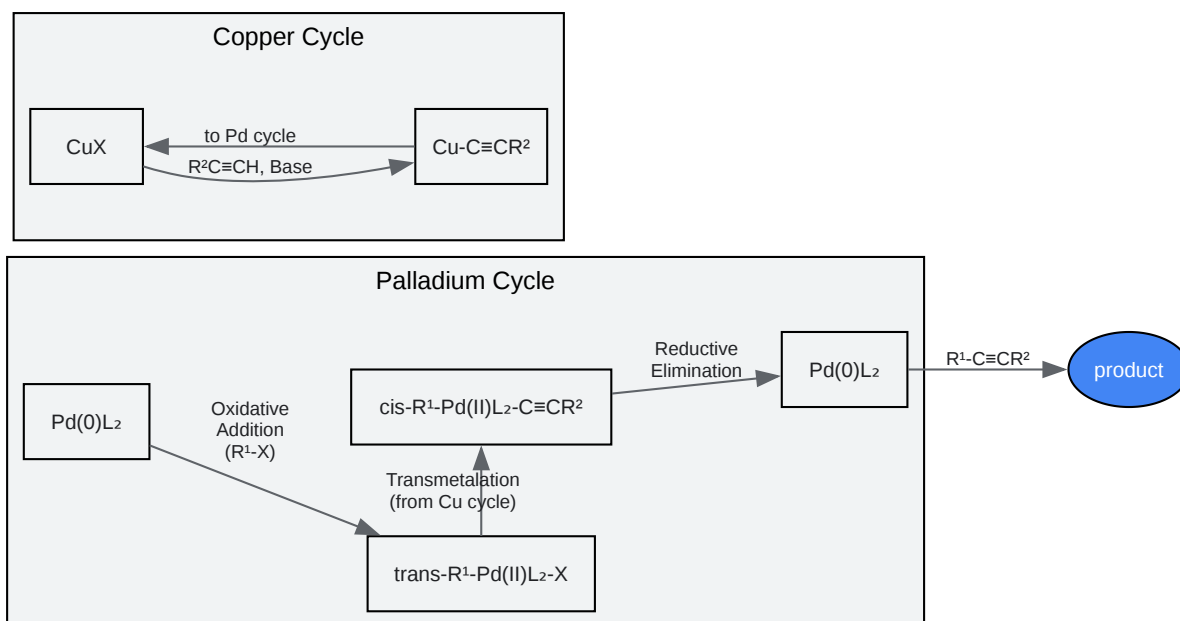 Copper Cycle
CuX
to Pd cycle
R²C≡CH, Base
Cu-C≡CR²
Palladium Cycle
Pd(0)L₂
Oxidative
Addition
(R¹-X)
trans-R¹-Pd(II)L₂-X
Transmetalation
(from Cu cycle)
cis-R¹-Pd(II)L₂-C≡CR²
Reductive
Elimination
Pd(0)L₂
R¹-C≡CR²
product